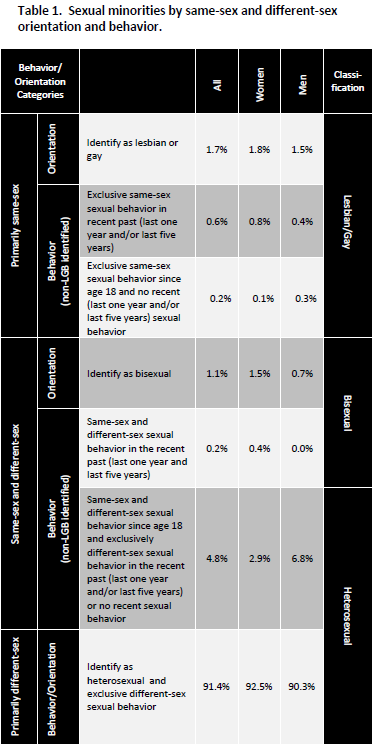 Table 1.  Sexual minorities by same-sex and different-sex
orientation and behavior.
Behavior/
Orientation
Categories
All
Women
Men
Classi-
fication
Primarily same-sex
Orientation
Identify as lesbian or
gay
1.7%
1.8%
1.5%
Lesbian/Gay
Behavior
(non-LGB identified)
Exclusive same-sex
sexual behavior in
recent past (last one
year and/or last five
years)
0.6%
0.8%
0.4%
Exclusive same-sex
sexual behavior since
age 18 and no recent
(last one year and/or
last five years) sexual
behavior
0.2%
0.1%
0.3%
Same-sex and different-sex
Orientation
Identify as bisexual
1.1%
1.5%
0.7%
Bisexual
Behavior
(non-LGB identified)
Same-sex and
different-sex sexual
behavior in the recent
past (last one year and
last five years)
0.2%
0.4%
0.0%
Same-sex and
different-sex sexual
behavior since age 18
and exclusively
different-sex sexual
behavior in the recent
past (last one year
and/or last five years)
or no recent sexual
behavior
4.8%
2.9%
6.8%
Heterosexual
Primarily different-sex
Behavior/Orientation
Identify as
heterosexual  and
exclusive different-sex
sexual behavior
91.4%
92.5%
90.3%